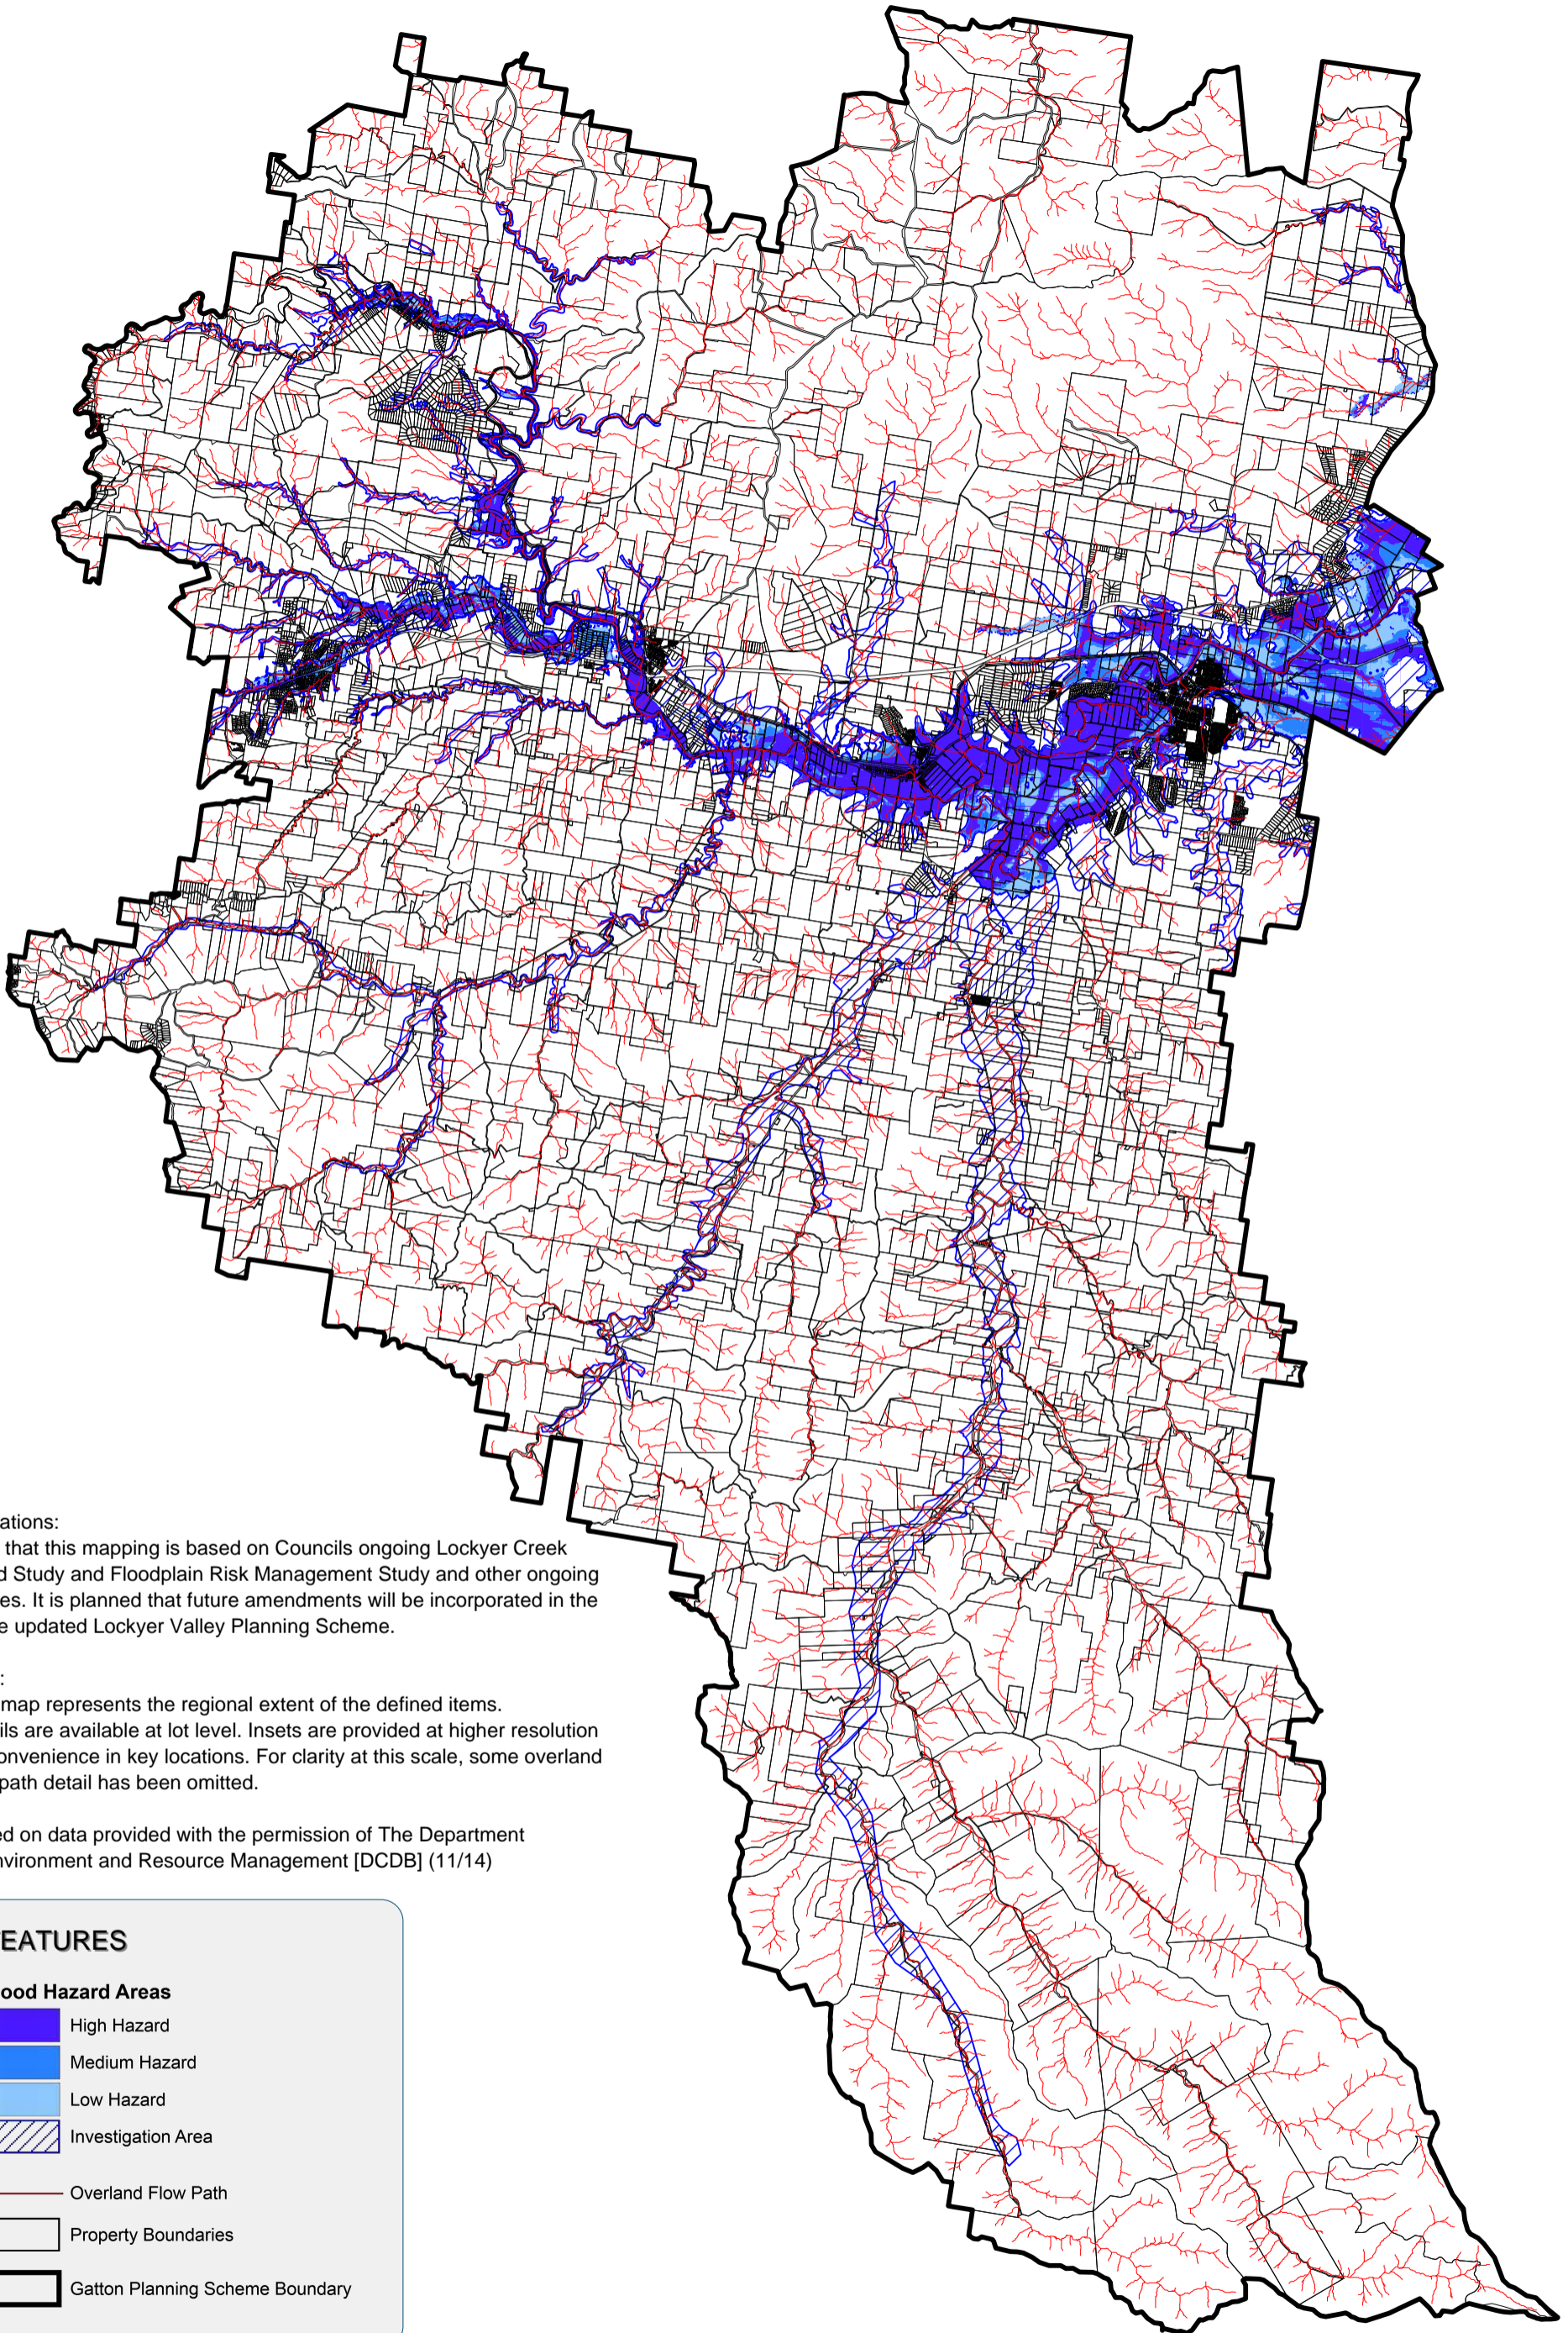 ations:
that this mapping is based on Councils ongoing Lockyer Creek
d Study and Floodplain Risk Management Study and other ongoing
es. It is planned that future amendments will be incorporated in the
e updated Lockyer Valley Planning Scheme.
:
map represents the regional extent of the defined items.
ils are available at lot level. Insets are provided at higher resolution
onvenience in key locations. For clarity at this scale, some overland
path detail has been omitted.
ed on data provided with the permission of The Department
nvironment and Resource Management [DCDB] (11/14)
EATURES
ood Hazard Areas
High Hazard
Medium Hazard
Low Hazard
Investigation Area
Overland Flow Path
Property Boundaries
Gatton Planning Scheme Boundary